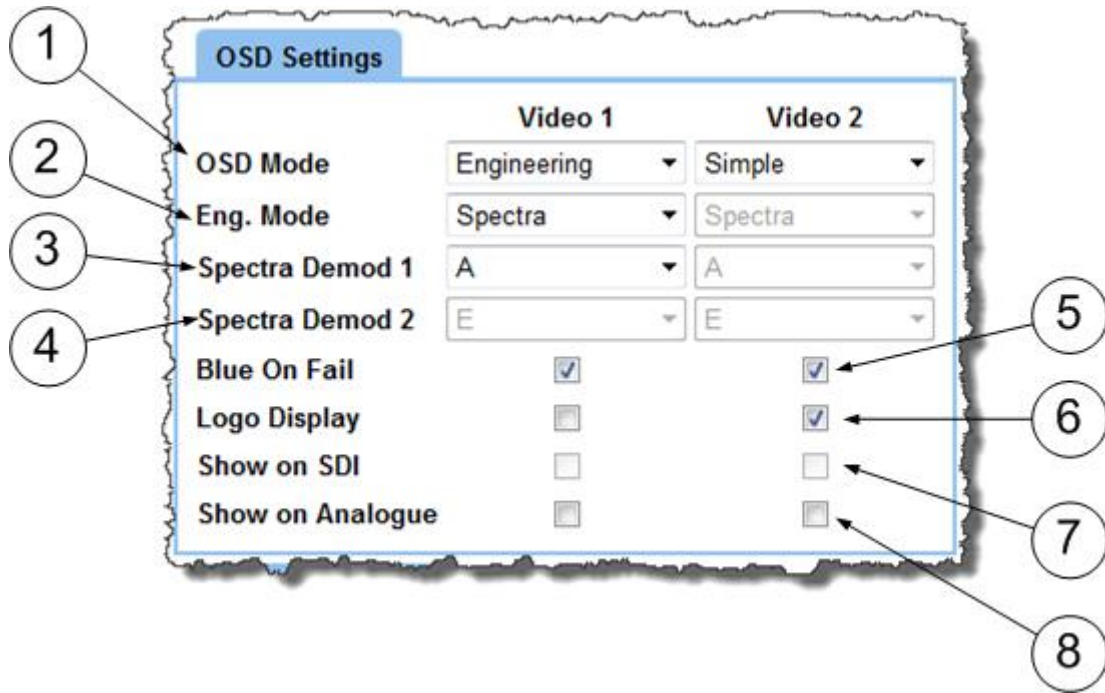 1
OSD Settings
Video 1 Video 2
OSD Mode Engineering Simple
2
Eng. Mode Spectra Spectra
3
Spectra Demod 1 A A
4
Spectra Demod 2 E E
5
Blue On Fail
Logo Display
6
Show on SDI
7
Show on Analogue
8